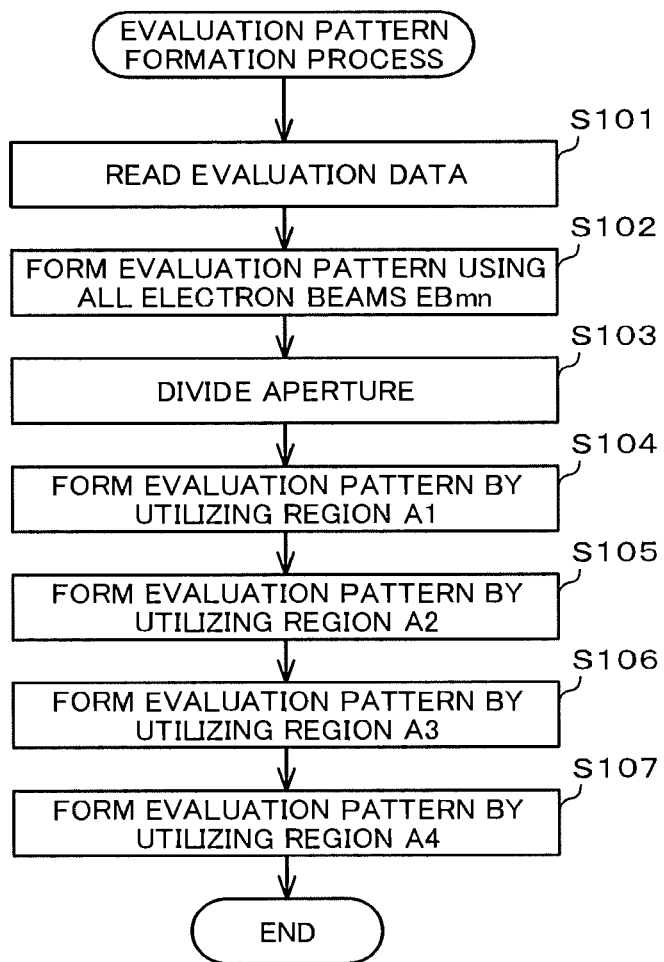 EVALUATION PATTERN
FORMATION PROCESS
S101
READ EVALUATION DATA
S102
FORM EVALUATION PATTERN USING
ALL ELECTRON BEAMS EBmn
S103
DIVIDE APERTURE
S104
FORM EVALUATION PATTERN BY
UTILIZING REGION A1
S105
FORM EVALUATION PATTERN BY
UTILIZING REGION A2
S106
FORM EVALUATION PATTERN BY
UTILIZING REGION A3
S107
FORM EVALUATION PATTERN BY
UTILIZING REGION A4
END